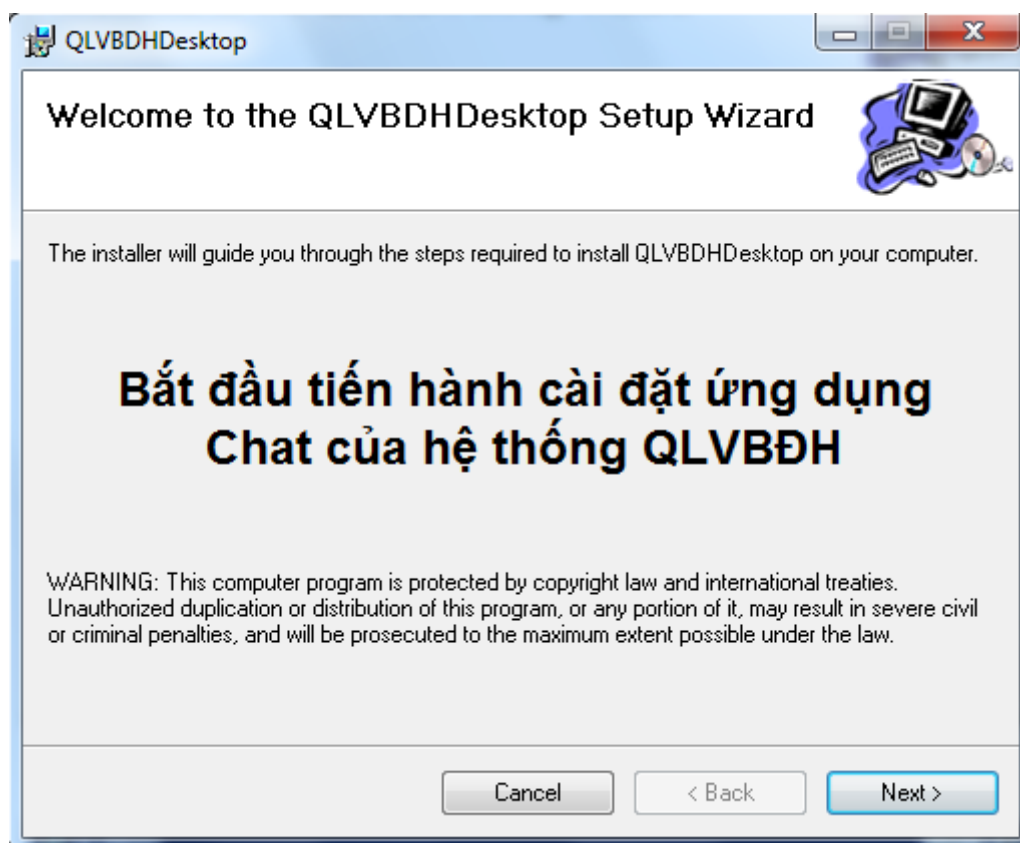 QLVBDHDesktop
Welcome to the QLVBDHDesktop Setup Wizard
The installer will guide you through the steps required to install QLVBDHDesktop on your computer.
Bắt đầu tiến hành cài đặt ứng dụng
Chat của hệ thống QLVBĐH
WARNING: This computer program is protected by copyright law and international treaties.
Unauthorized duplication or distribution of this program, or any portion of it, may result in severe civil
or criminal penalties, and will be prosecuted to the maximum extent possible under the law.
Cancel < Back Next >